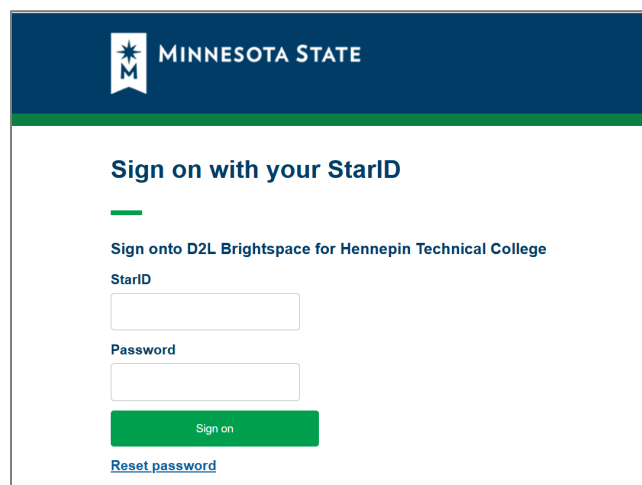 M
MINNESOTA STATE
Sign on with your StarID
Sign onto D2L Brightspace for Hennepin Technical College
StarID
Password
Sign on
Reset password